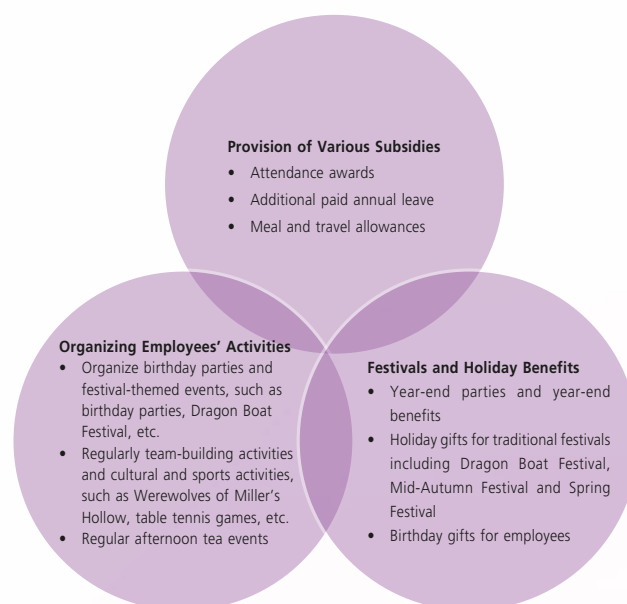 Provision of Various Subsidies
• Attendance awards
• Additional paid annual leave
• Meal and travel allowances
Organizing Employees’ Activities
• Organize birthday parties and
festival-themed events, such as
birthday parties, Dragon Boat
Festival, etc.
• Regularly team-building activities
and cultural and sports activities,
such as Werewolves of Miller’s
Hollow, table tennis games, etc.
• Regular afternoon tea events
Festivals and Holiday Benefits
• Year-end parties and year-end
benefits
• Holiday gifts for traditional festivals
including Dragon Boat Festival,
Mid-Autumn Festival and Spring
Festival
• Birthday gifts for employees